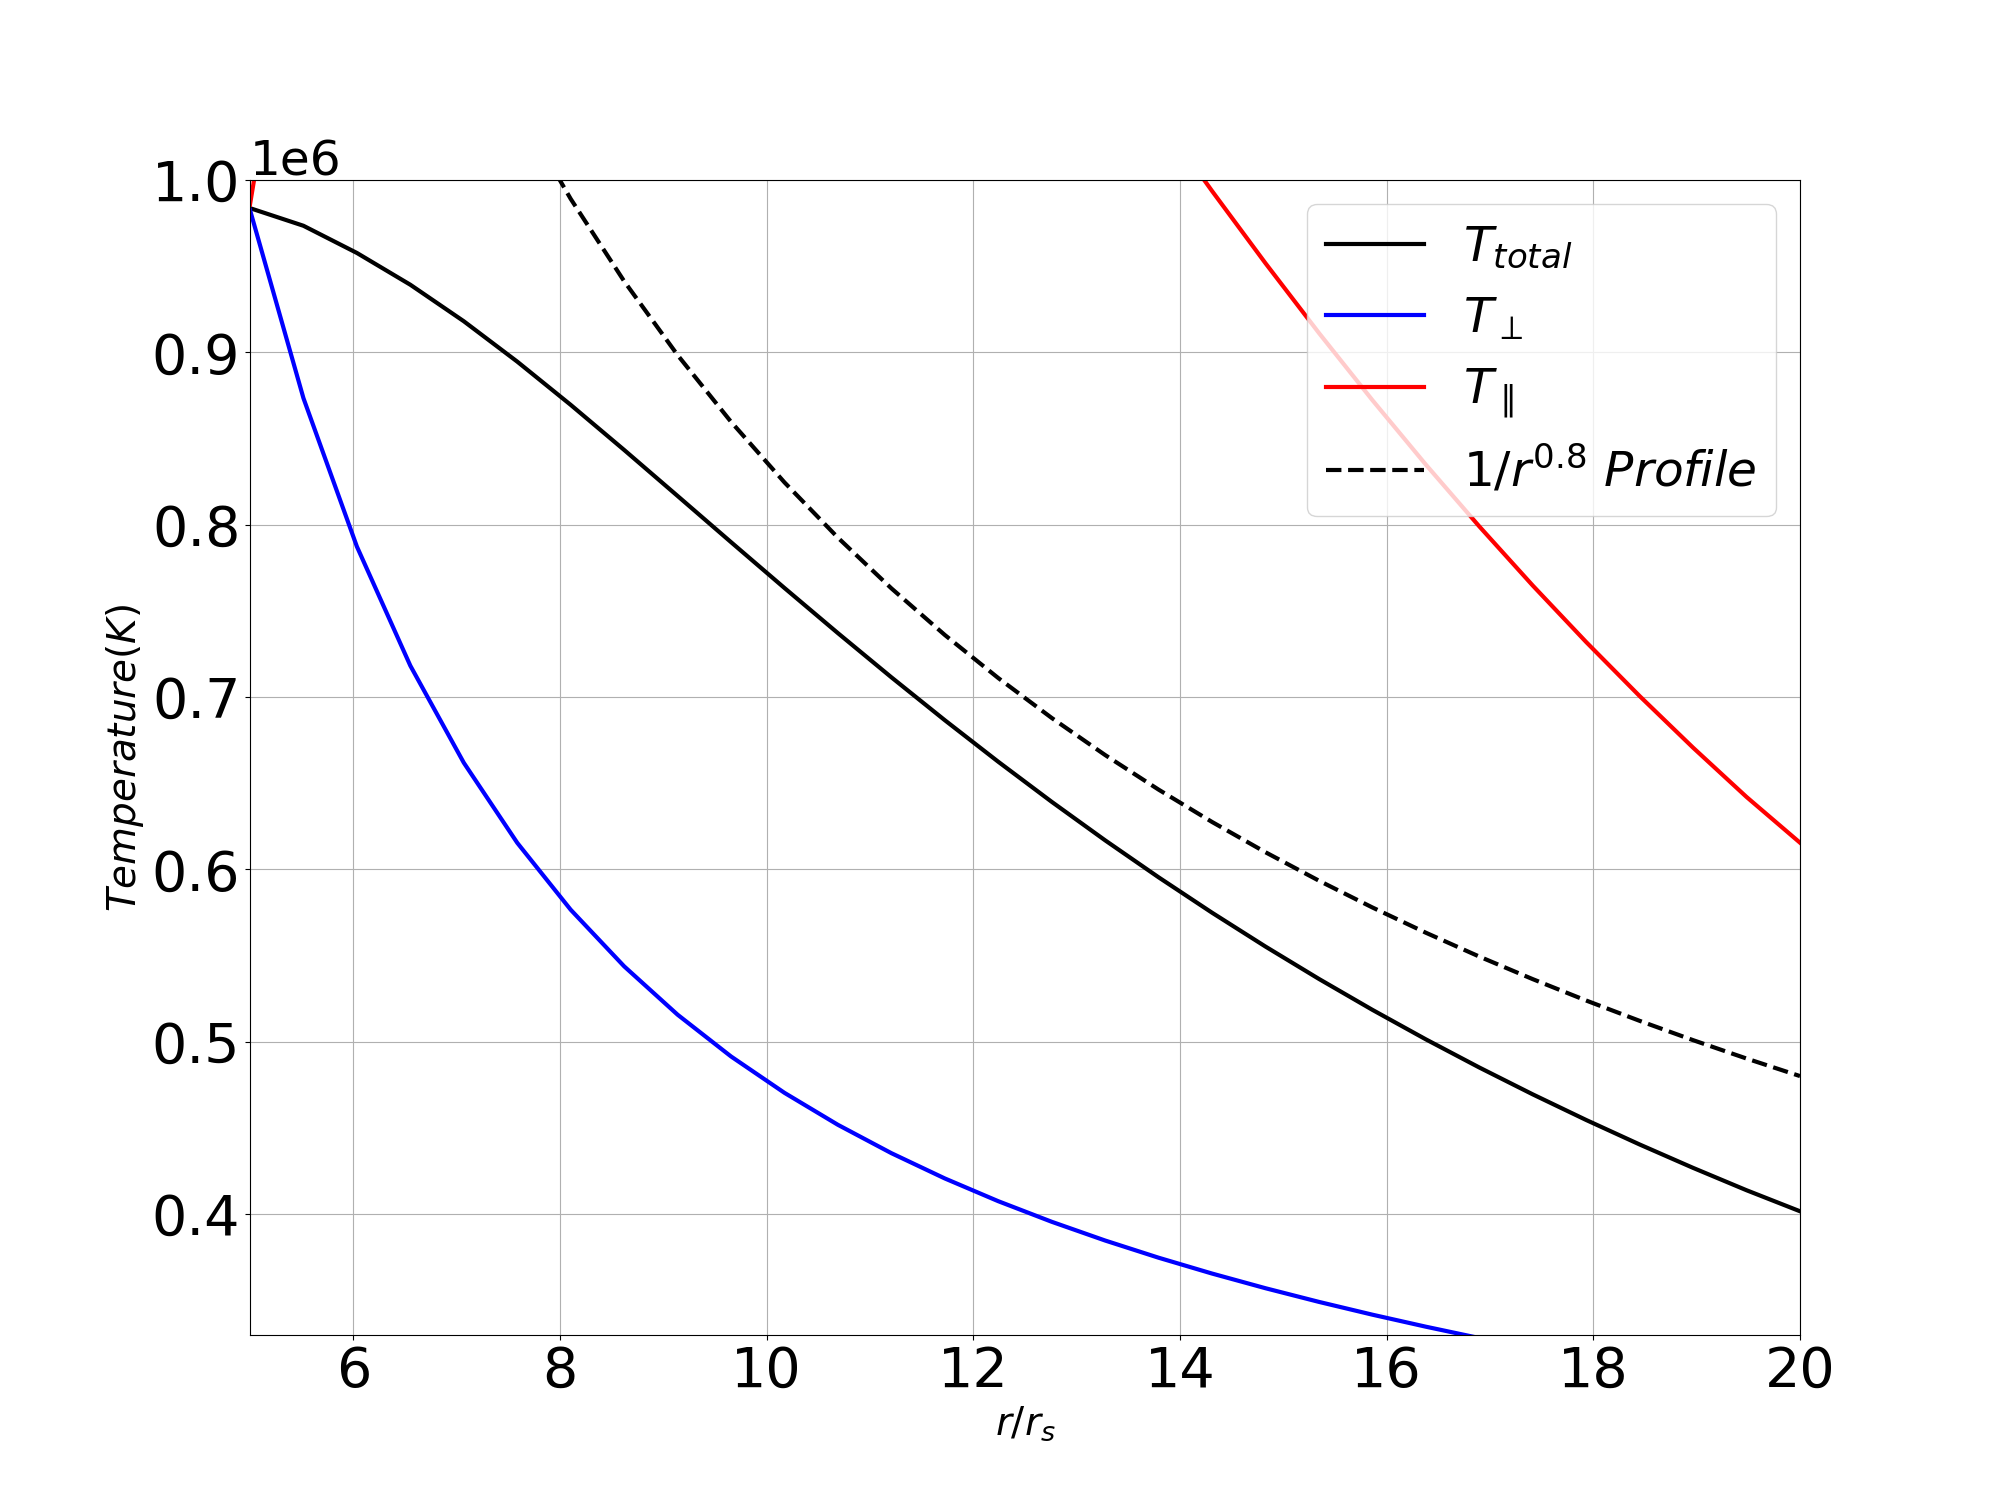 1e6
1.0
0.9
0.8
0.7
0.6
0.5
0.4
Temperature(K)
6 8 10 12 14 16 18 20
r/r_s
T_total
T_⊥
T_∥
1/r^0.8 Profile